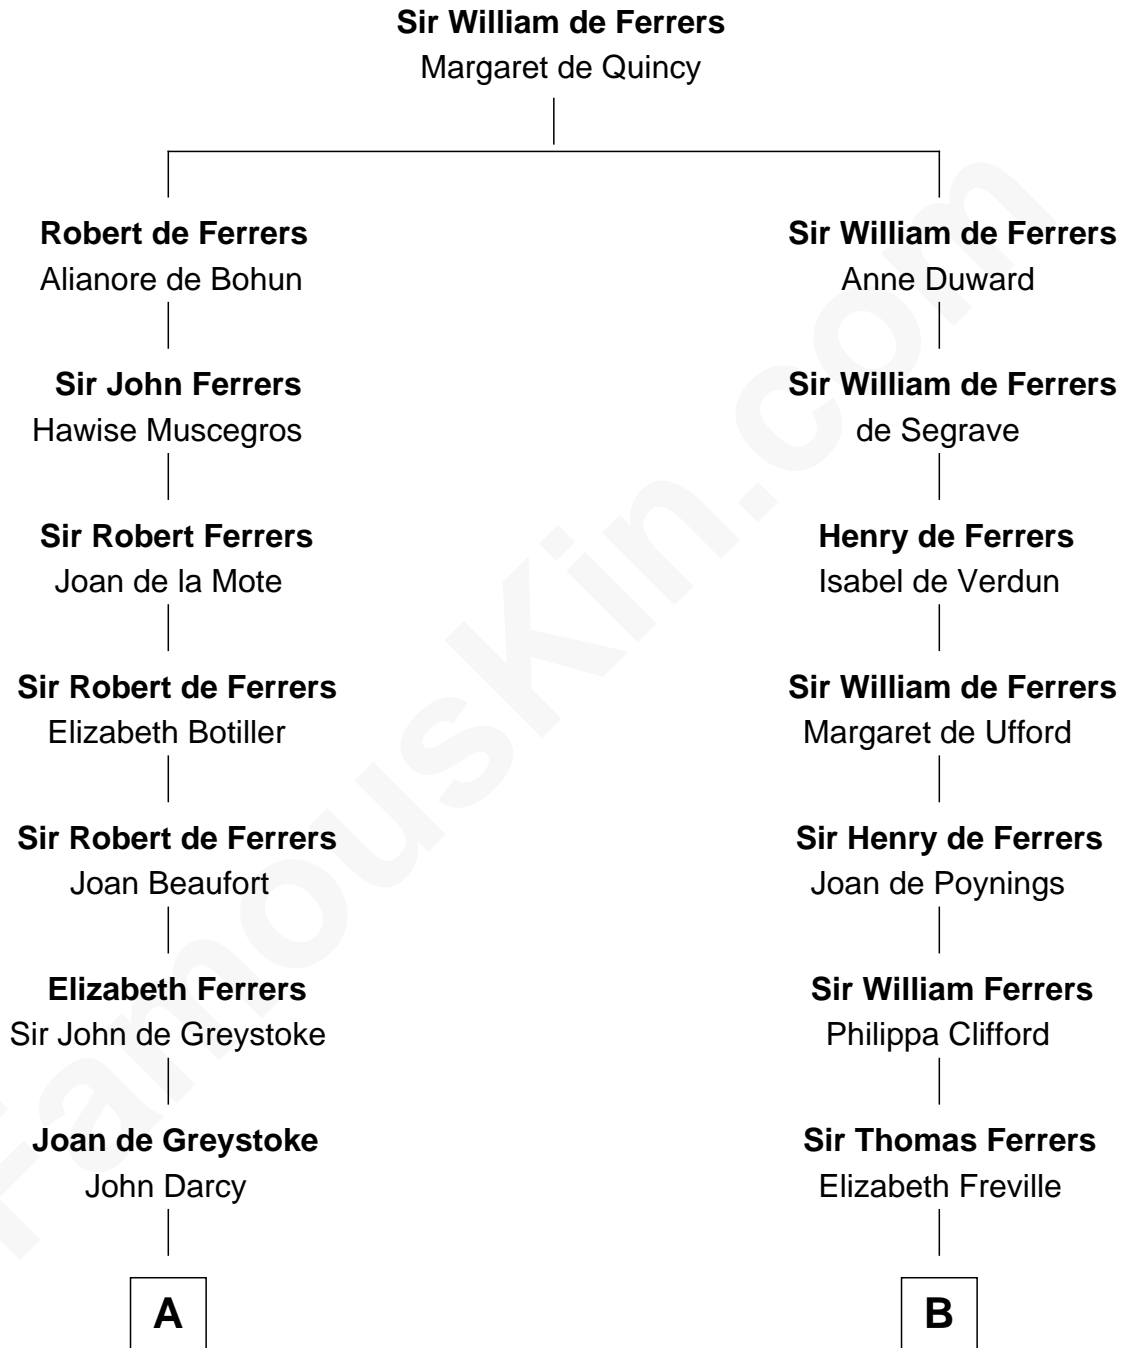 Sir William de Ferrers
Margaret de Quincy
Robert de Ferrers
Alianore de Bohun
Sir William de Ferrers
Anne Duward
Sir John Ferrers
Hawise Muscegros
Sir William de Ferrers
de Segrave
Sir Robert Ferrers
Joan de la Mote
Henry de Ferrers
Isabel de Verdun
Sir Robert de Ferrers
Elizabeth Botiller
Sir William de Ferrers
Margaret de Ufford
Sir Robert de Ferrers
Joan Beaufort
Sir Henry de Ferrers
Joan de Poynings
Elizabeth Ferrers
Sir John de Greystoke
Sir William Ferrers
Philippa Clifford
Joan de Greystoke
John Darcy
Sir Thomas Ferrers
Elizabeth Freville
A
B
FamousKin.com